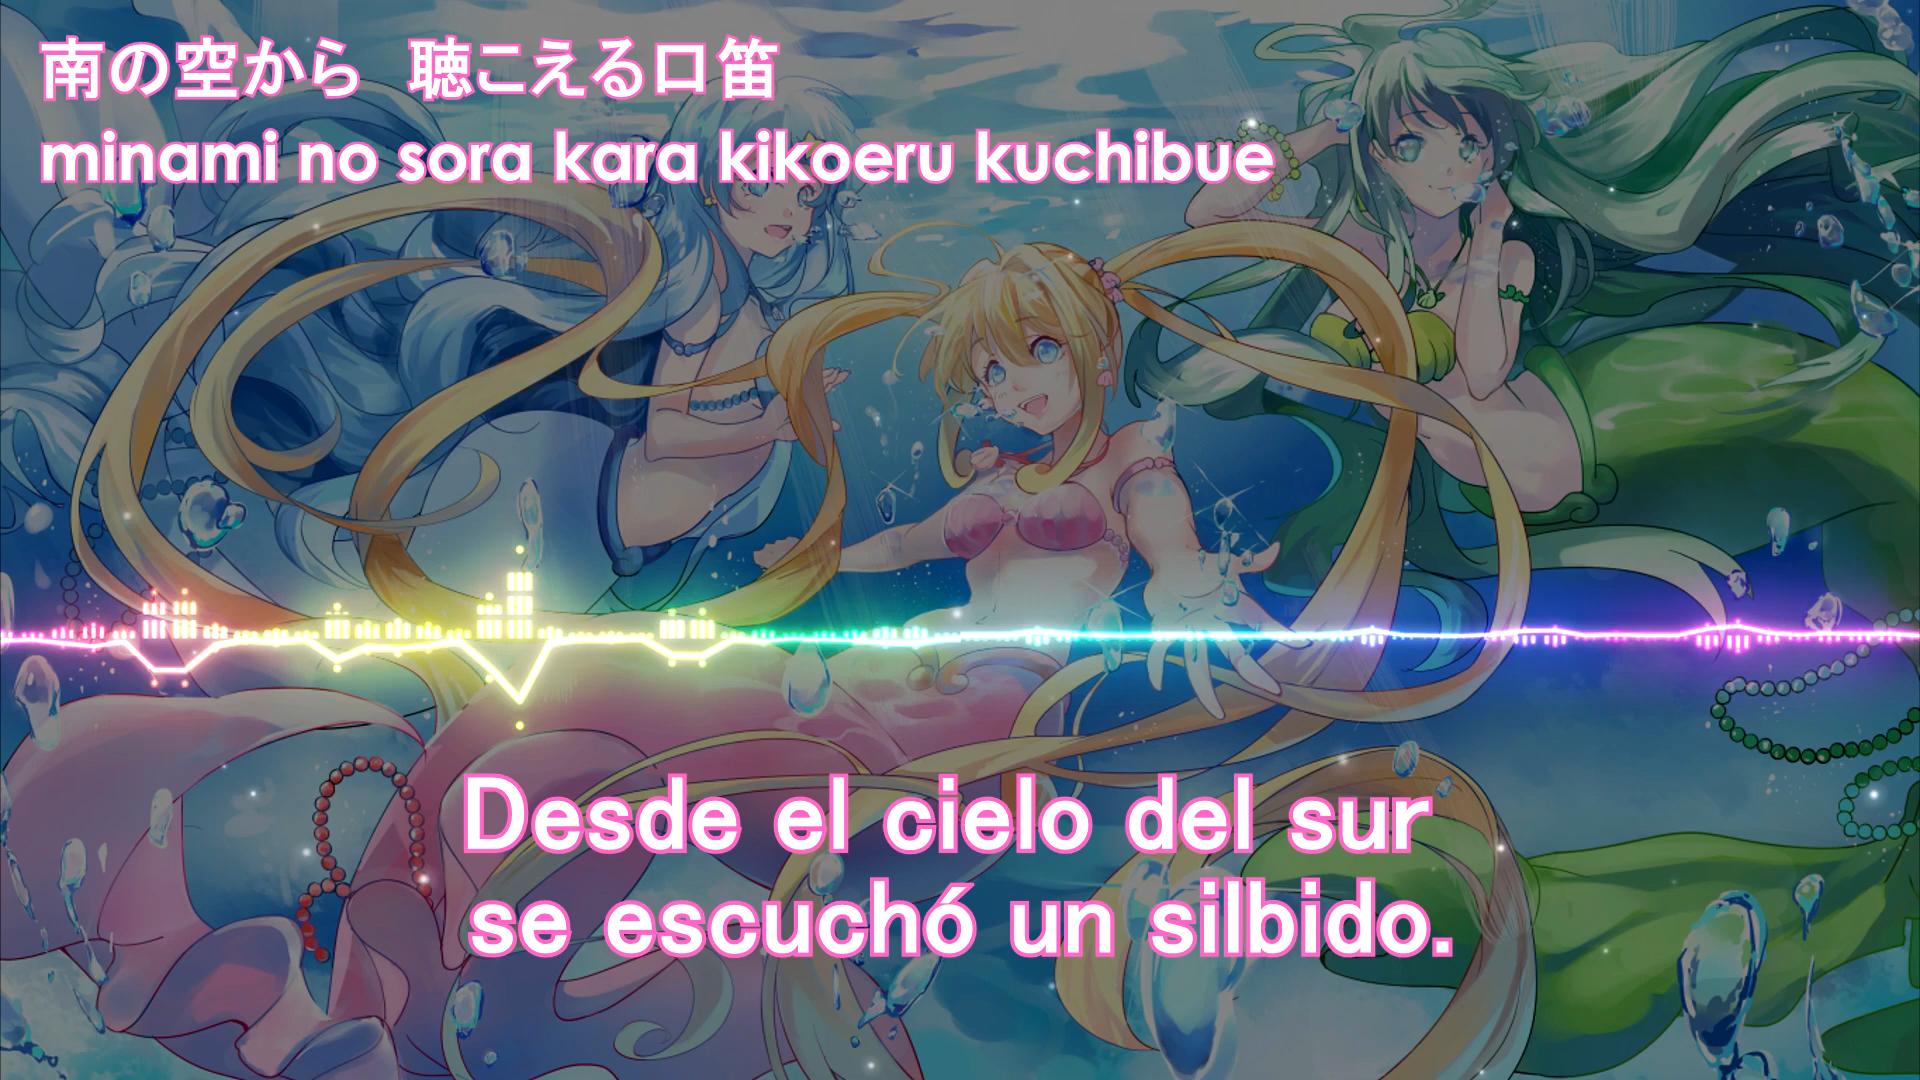 南の空から　聴こえる口笛
minami no sora kara kikoeru kuchibue
Desde el cielo del sur
se escuchó un silbido.